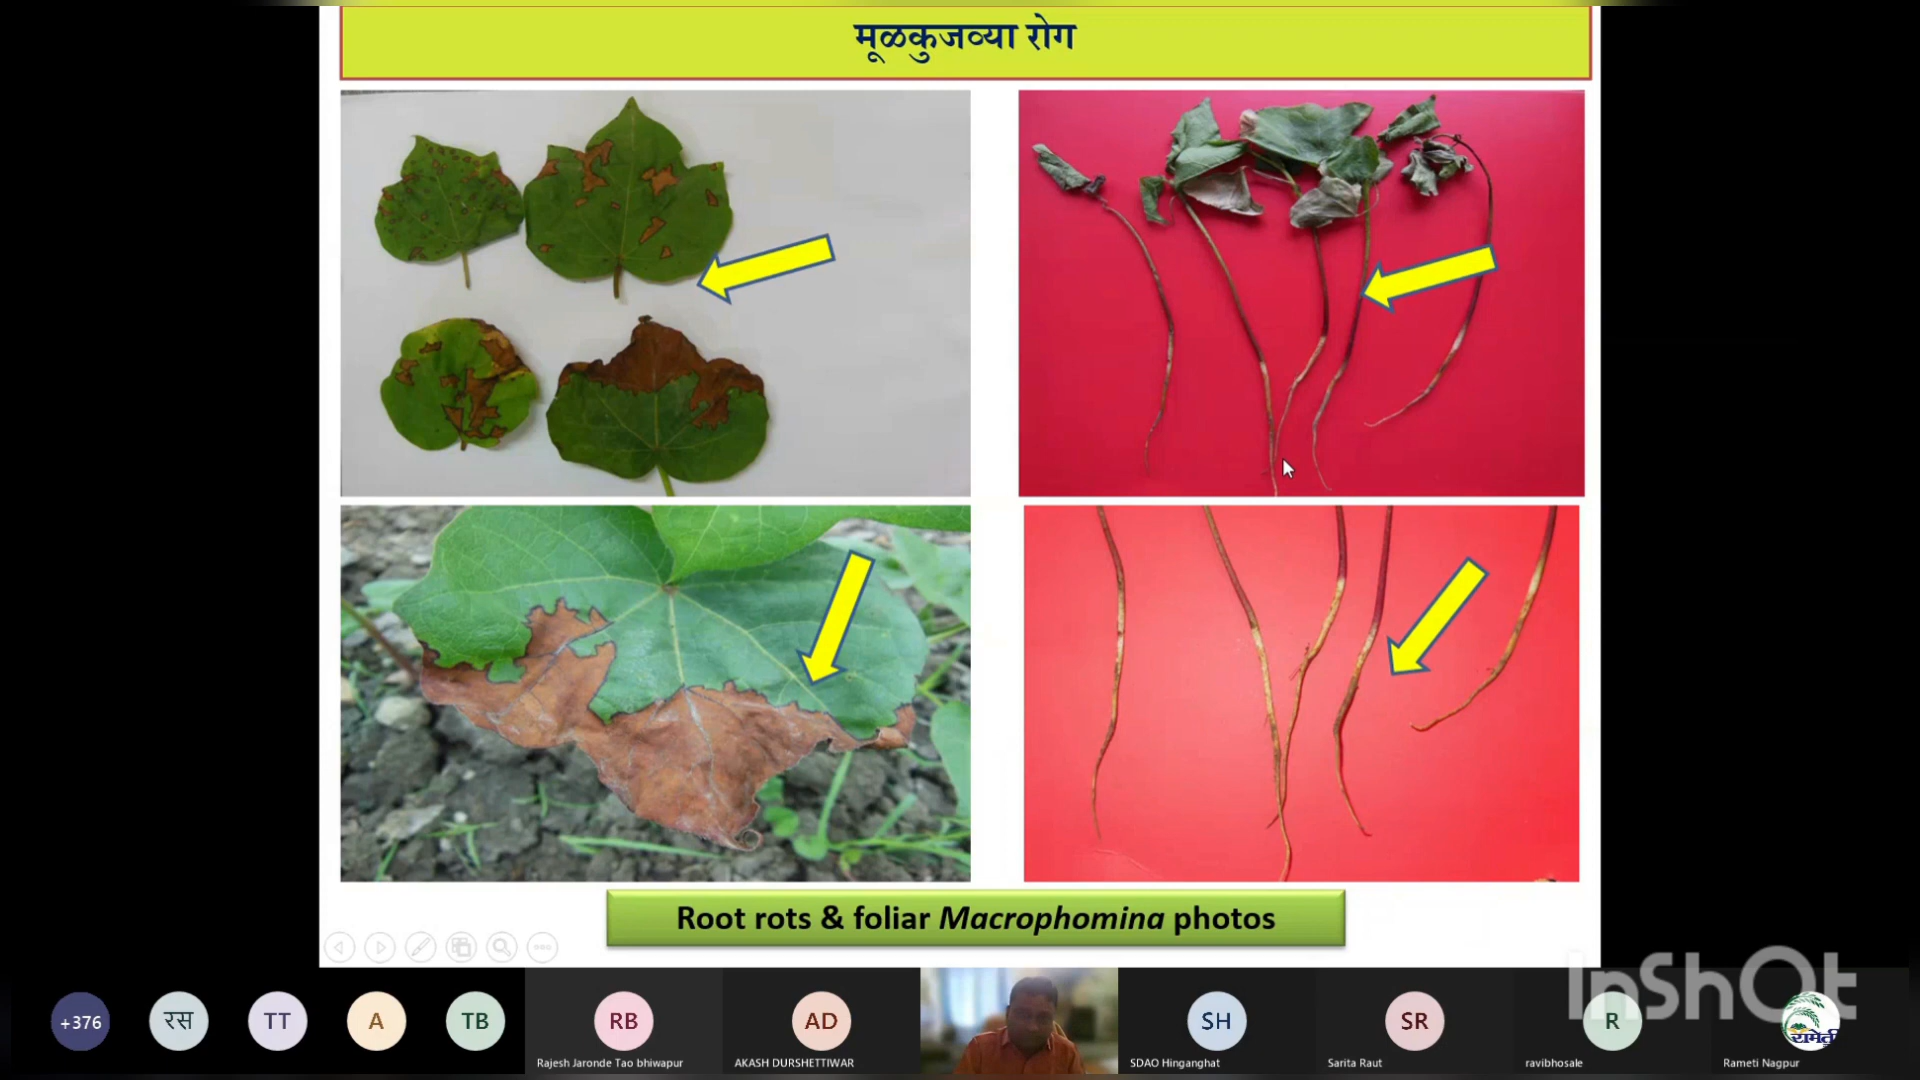 मूळकुजव्या रोग
Root rots & foliar Macrophomina photos
InShOt
+376
रस
TT
A
TB
RB
AD
SH
SR
R
रामेती
Rajesh Jaronde Tao bhiwapur
AKASH DURSHETTIWAR
SDAO Hinganghat
Sarita Raut
ravibhosale
Rameti Nagpur